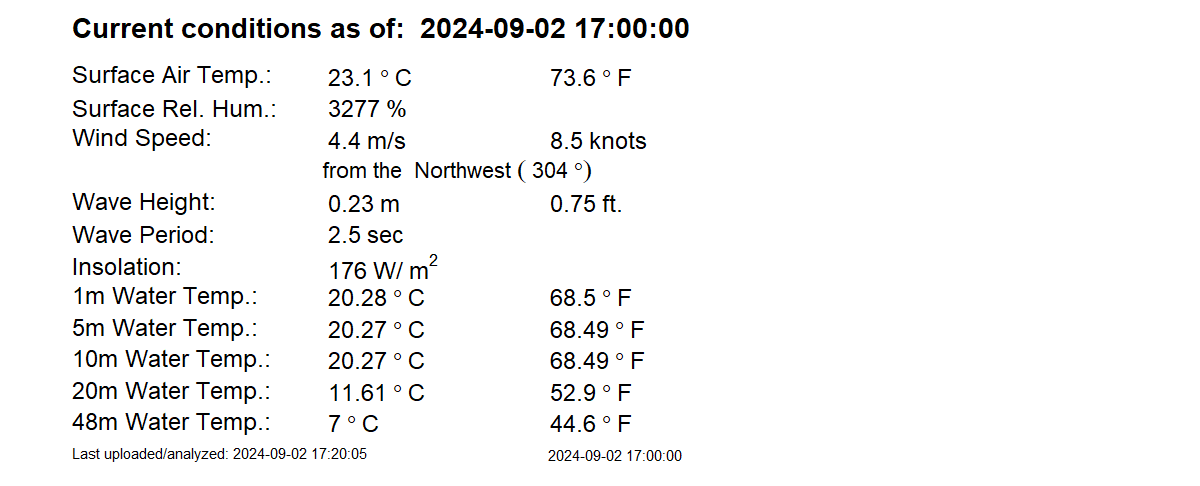 Current conditions as of: 2024-09-02 17:00:00
Surface Air Temp.: 23.1 ° C 73.6 ° F
Surface Rel. Hum.: 3277 %
Wind Speed: 4.4 m/s 8.5 knots
from the Northwest ( 304 °)
Wave Height: 0.23 m 0.75 ft.
Wave Period: 2.5 sec
Insolation: 176 W/ m²
1m Water Temp.: 20.28 ° C 68.5 ° F
5m Water Temp.: 20.27 ° C 68.49 ° F
10m Water Temp.: 20.27 ° C 68.49 ° F
20m Water Temp.: 11.61 ° C 52.9 ° F
48m Water Temp.: 7 ° C 44.6 ° F
Last uploaded/analyzed: 2024-09-02 17:20:05 2024-09-02 17:00:00